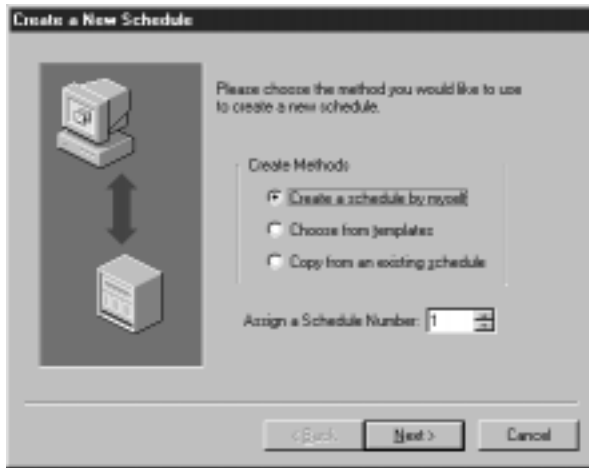 Create a New Schedule
Please choose the method you would like to use
to create a new schedule.
Create Methods
Create a schedule by myself
Choose from templates
Copy from an existing schedule
Assign a Schedule Number: 1
< Back
Next >
Cancel